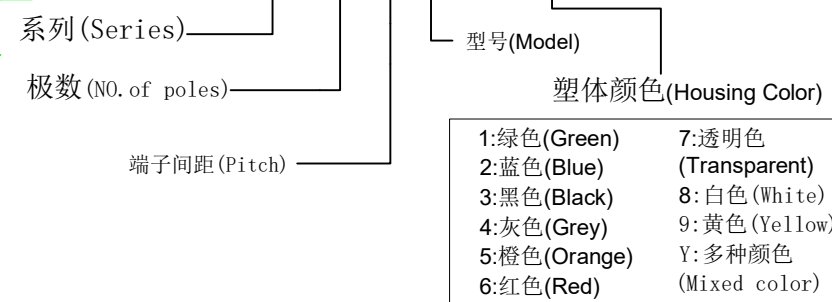 系列(Series)
型号(Model)
极数(NO.of poles)
塑体颜色(Housing Color)
端子间距(Pitch)
1:绿色(Green)
2:蓝色(Blue)
3:黑色(Black)
4:灰色(Grey)
5:橙色(Orange)
6:红色(Red)
7:透明色
(Transparent)
8:白色(White)
9:黄色(Yellow)
Y:多种颜色
(Mixed color)